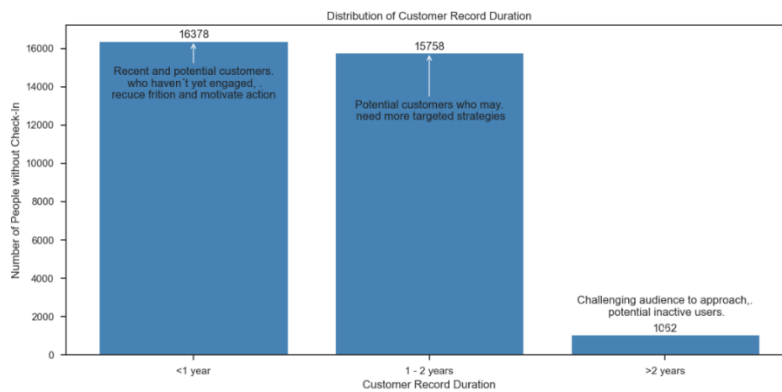 Distribution of Customer Record Duration
16378
15758
16000
Recent and potential customers.
who haven´t yet engaged, .
recuce frition and motivate action
Potential customers who may.
need more targeted strategies
14000
12000
10000
8000
6000
4000
2000
0
Number of People without Check-In
Challenging audience to approach,.
potential inactive users.
1062
<1 year
1 - 2 years
>2 years
Customer Record Duration